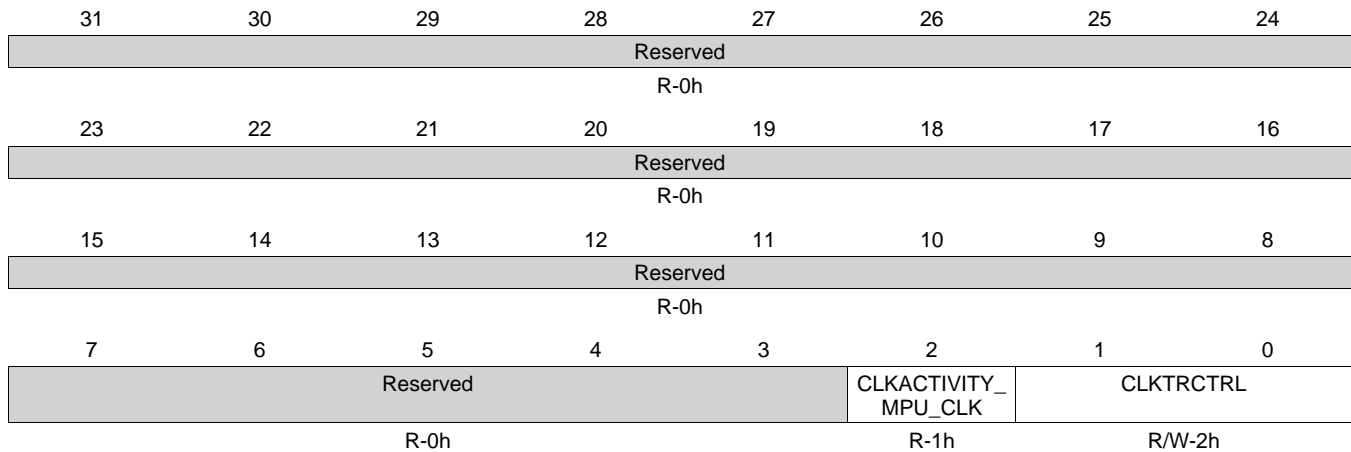 31 30 29 28 27 26 25 24
Reserved
R-0h
23 22 21 20 19 18 17 16
Reserved
R-0h
15 14 13 12 11 10 9 8
Reserved
R-0h
7 6 5 4 3 2 1 0
Reserved CLKACTIVITY_ CLKTRCTRL
MPU_CLK
R-0h R-1h R/W-2h